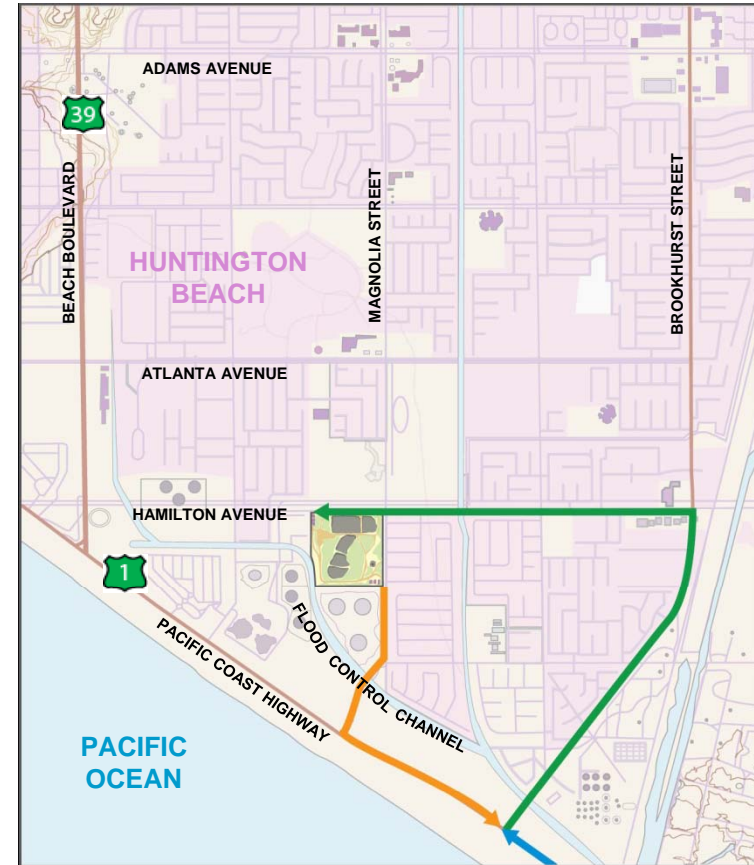 ADAMS AVENUE
39
BEACH BOULEVARD
MAGNOLIA STREET
BROOKHURST STREET
HUNTINGTON
BEACH
ATLANTA AVENUE
HAMILTON AVENUE
1
FLOOD CONTROL CHANNEL
PACIFIC COAST HIGHWAY
PACIFIC
OCEAN